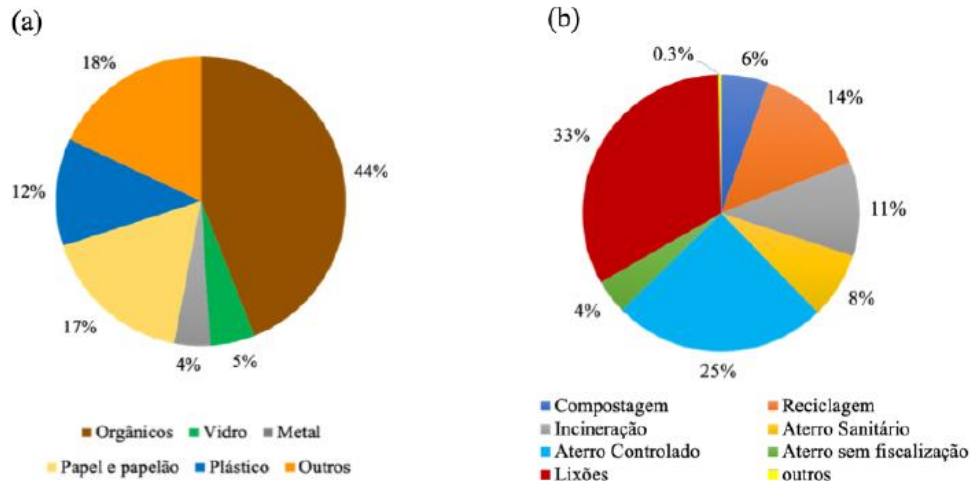 (a)
18%
44%
12%
17%
4%
5%
Orgânicos Vidro Metal
Papel e papelão Plástico Outros
(b)
0.3%
6%
14%
33%
11%
8%
4%
25%
Compostagem Reciclagem
Incineração Aterro Sanitário
Aterro Controlado Aterro sem fiscalização
Lixões outros